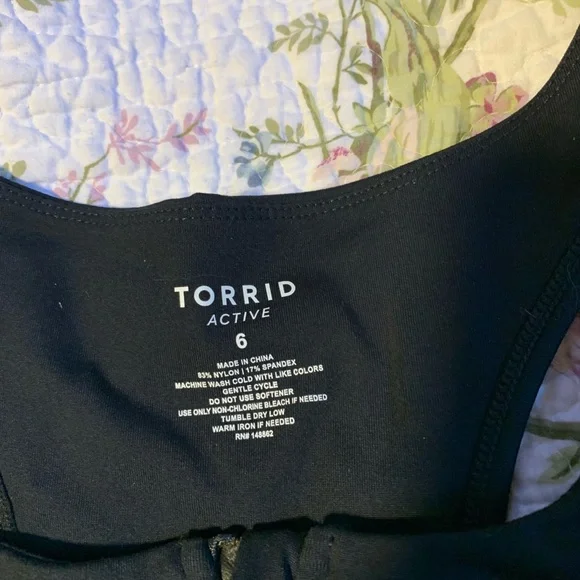 TORRID
ACTIVE
6
MADE IN CHINA
83% NYLON | 17% SPANDEX
MACHINE WASH COLD WITH LIKE COLORS
GENTLE CYCLE
DO NOT USE SOFTENER
USE ONLY NON-CHLORINE BLEACH IF NEEDED
TUMBLE DRY LOW
WARM IRON IF NEEDED
RN# 148862